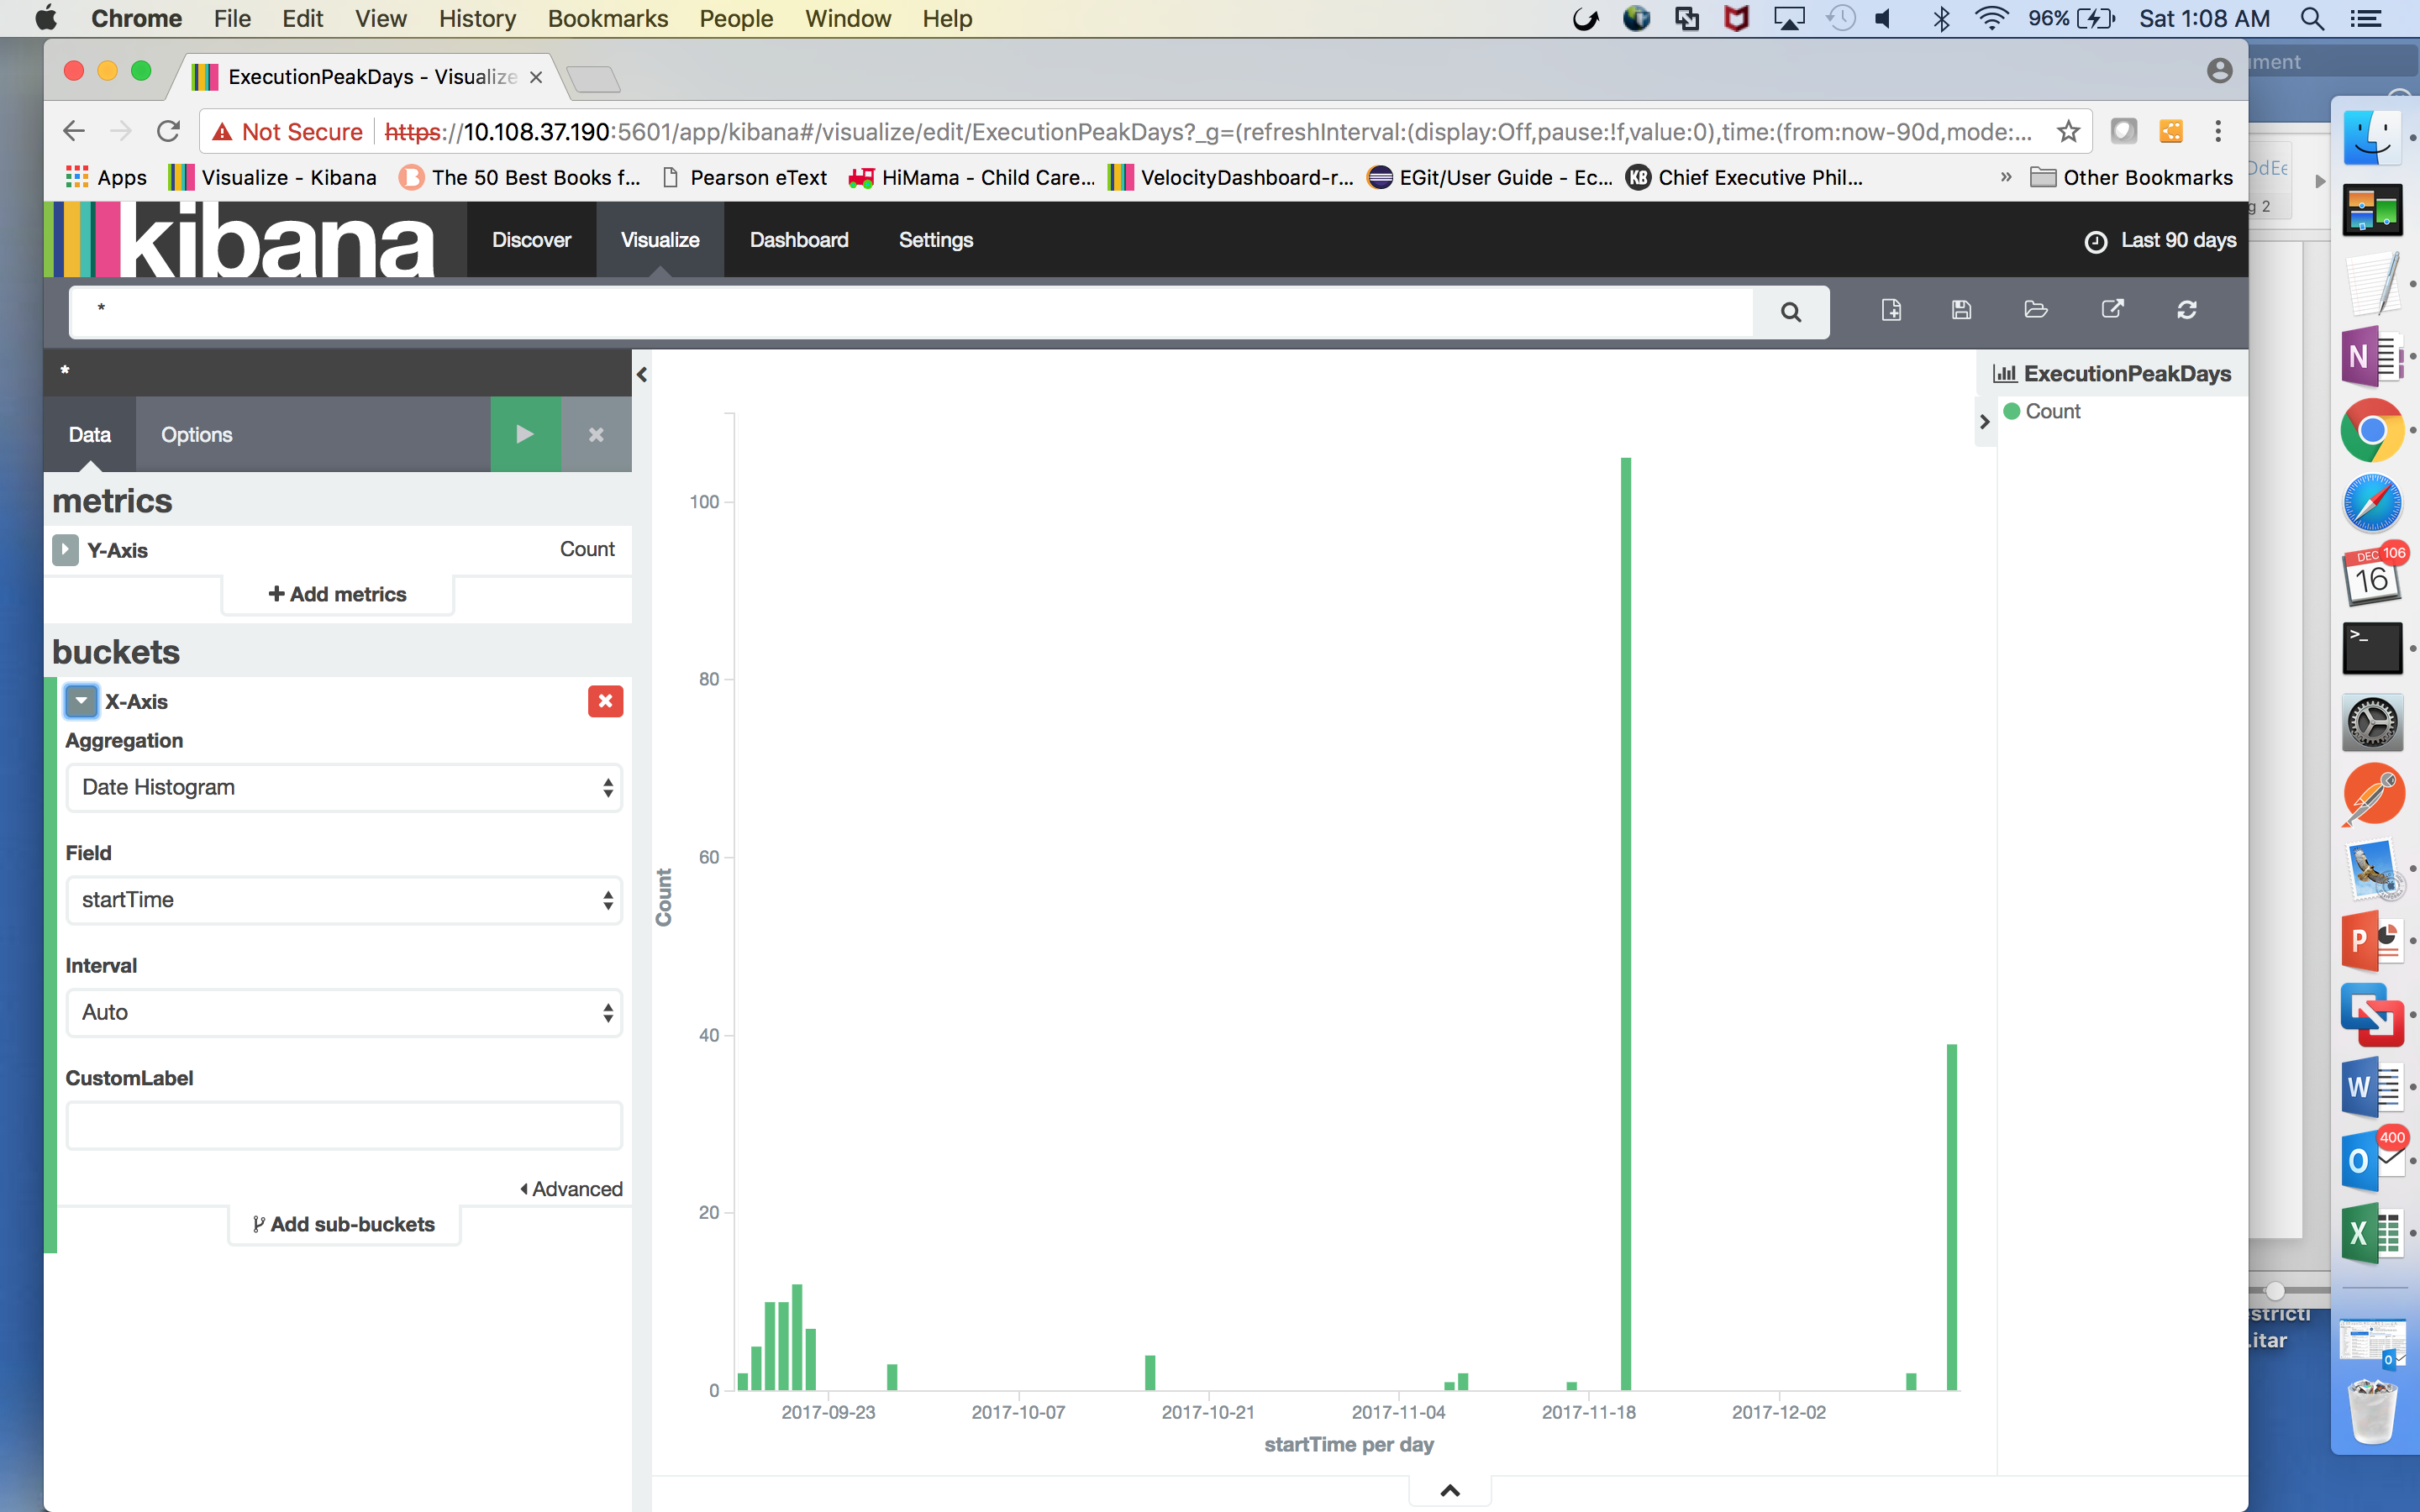 Chrome File Edit View History Bookmarks People Window Help 96% Sat 1:08 AM
ExecutionPeakDays - Visualize
Not Secure https://10.108.37.190:5601/app/kibana#/visualize/edit/ExecutionPeakDays?_g=(refreshInterval:(display:Off,pause:!f,value:0),time:(from:now-90d,mode:...
Apps Visualize - Kibana The 50 Best Books f... Pearson eText HiMama - Child Care... VelocityDashboard-r... EGit/User Guide - Ec... KB Chief Executive Phil... » Other Bookmarks
kibana Discover Visualize Dashboard Settings Last 90 days
*
*
Data Options
metrics
Y-Axis Count
Add metrics
buckets
X-Axis
Aggregation
Date Histogram
Field
startTime
Interval
Auto
CustomLabel
Advanced
Add sub-buckets
ExecutionPeakDays
Count
100
80
60
40
20
0
Count
2017-09-23 2017-10-07 2017-10-21 2017-11-04 2017-11-18 2017-12-02
startTime per day
ment
DdEe
g 2
N
DEC 106
16
>_
P
W
400
O
X
stricti
.itar